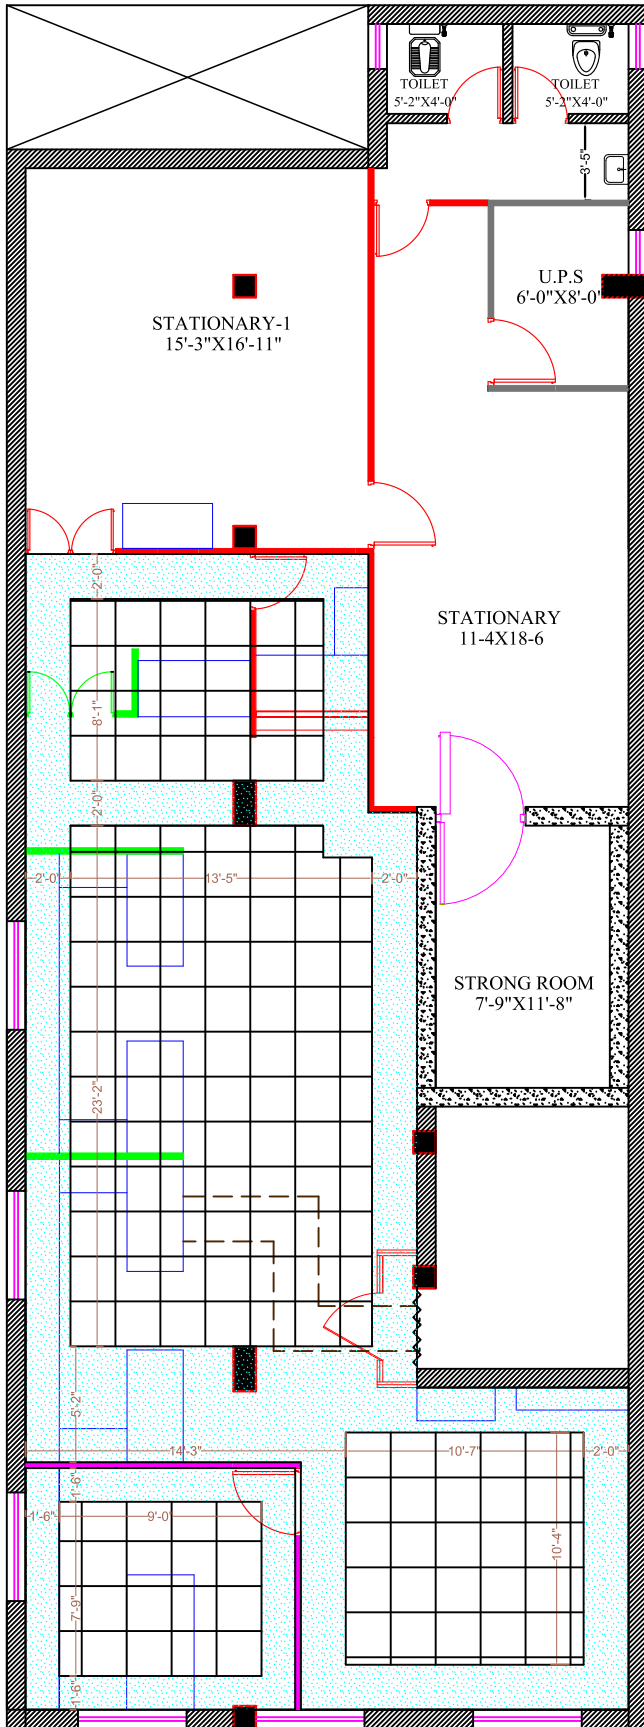 TOILET
5'-2"X4'-0"
TOILET
5'-2"X4'-0"
3'-5"
U.P.S
6'-0"X8'-0"
STATIONARY-1
15'-3"X16'-11"
2'-0"
STATIONARY
11-4X18-6
8'-1"
2'-0"
2'-0"
13'-5"
2'-0"
STRONG ROOM
7'-9"X11'-8"
23'-2"
5'-2"
14'-3"
10'-7"
2'-0"
1'-6"
1'-6"
9'-0"
10'-4"
7'-9"
1'-6"